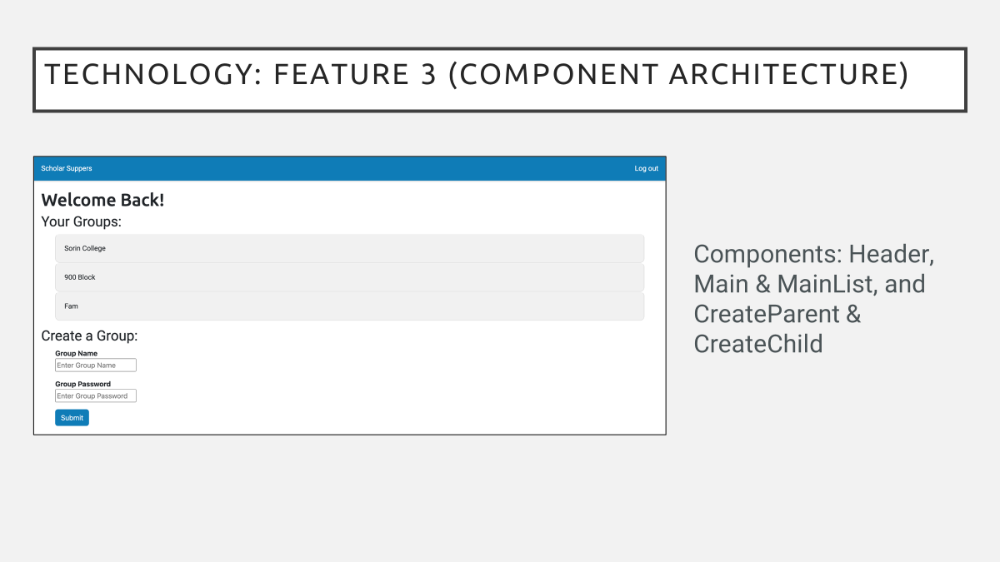 TECHNOLOGY: FEATURE 3 (COMPONENT ARCHITECTURE)
Scholar Suppers
Log out
Welcome Back!
Your Groups:
Sorin College
900 Block
Fam
Create a Group:
Group Name
Enter Group Name
Group Password
Enter Group Password
Submit
Components: Header,
Main & MainList, and
CreateParent &
CreateChild